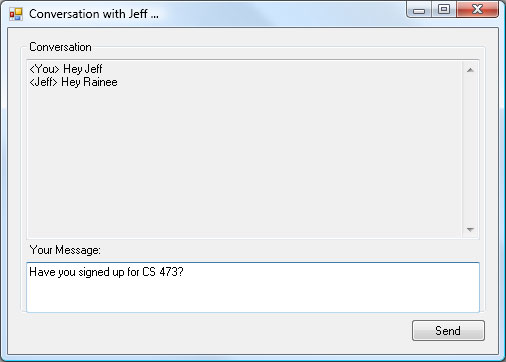 Conversation with Jeff ...
Conversation
<You> Hey Jeff
<Jeff> Hey Rainee
Your Message:
Have you signed up for CS 473?
Send